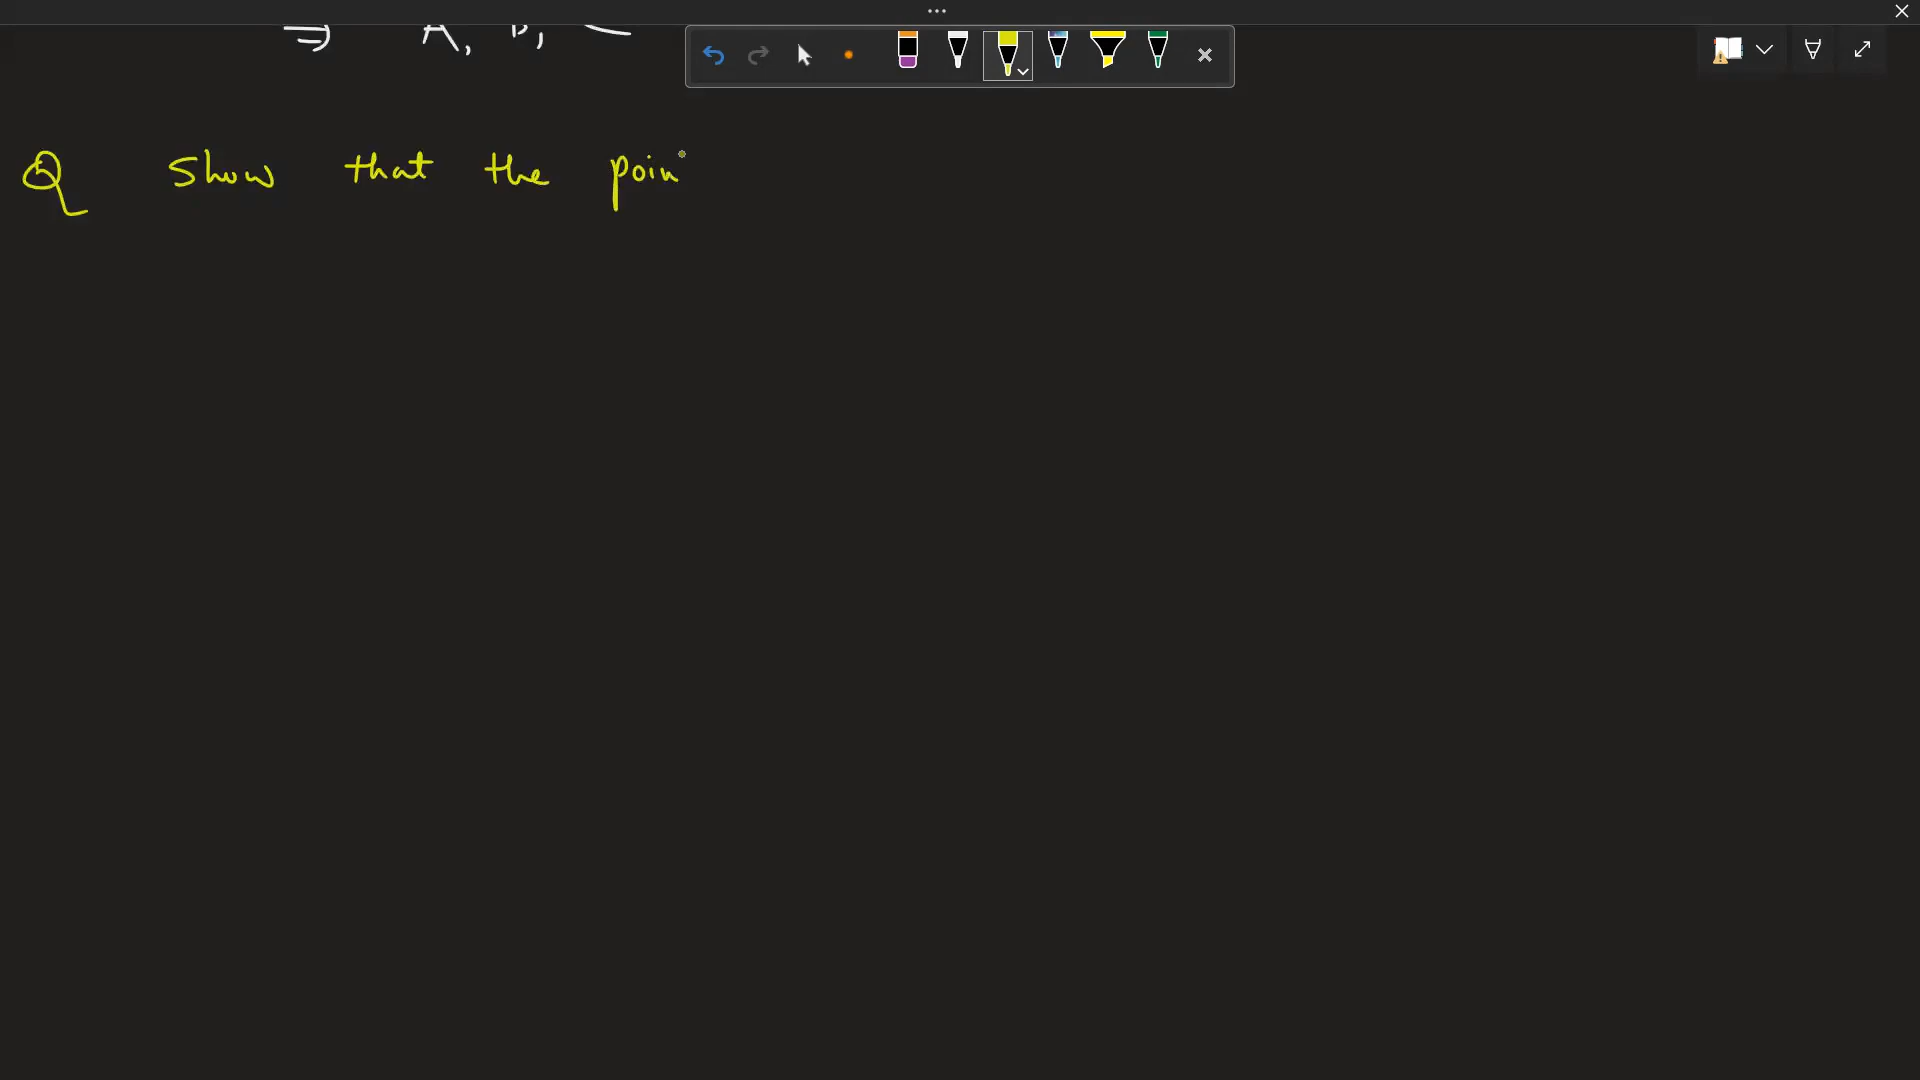 ⇒ A, B,
Q Show that the poin